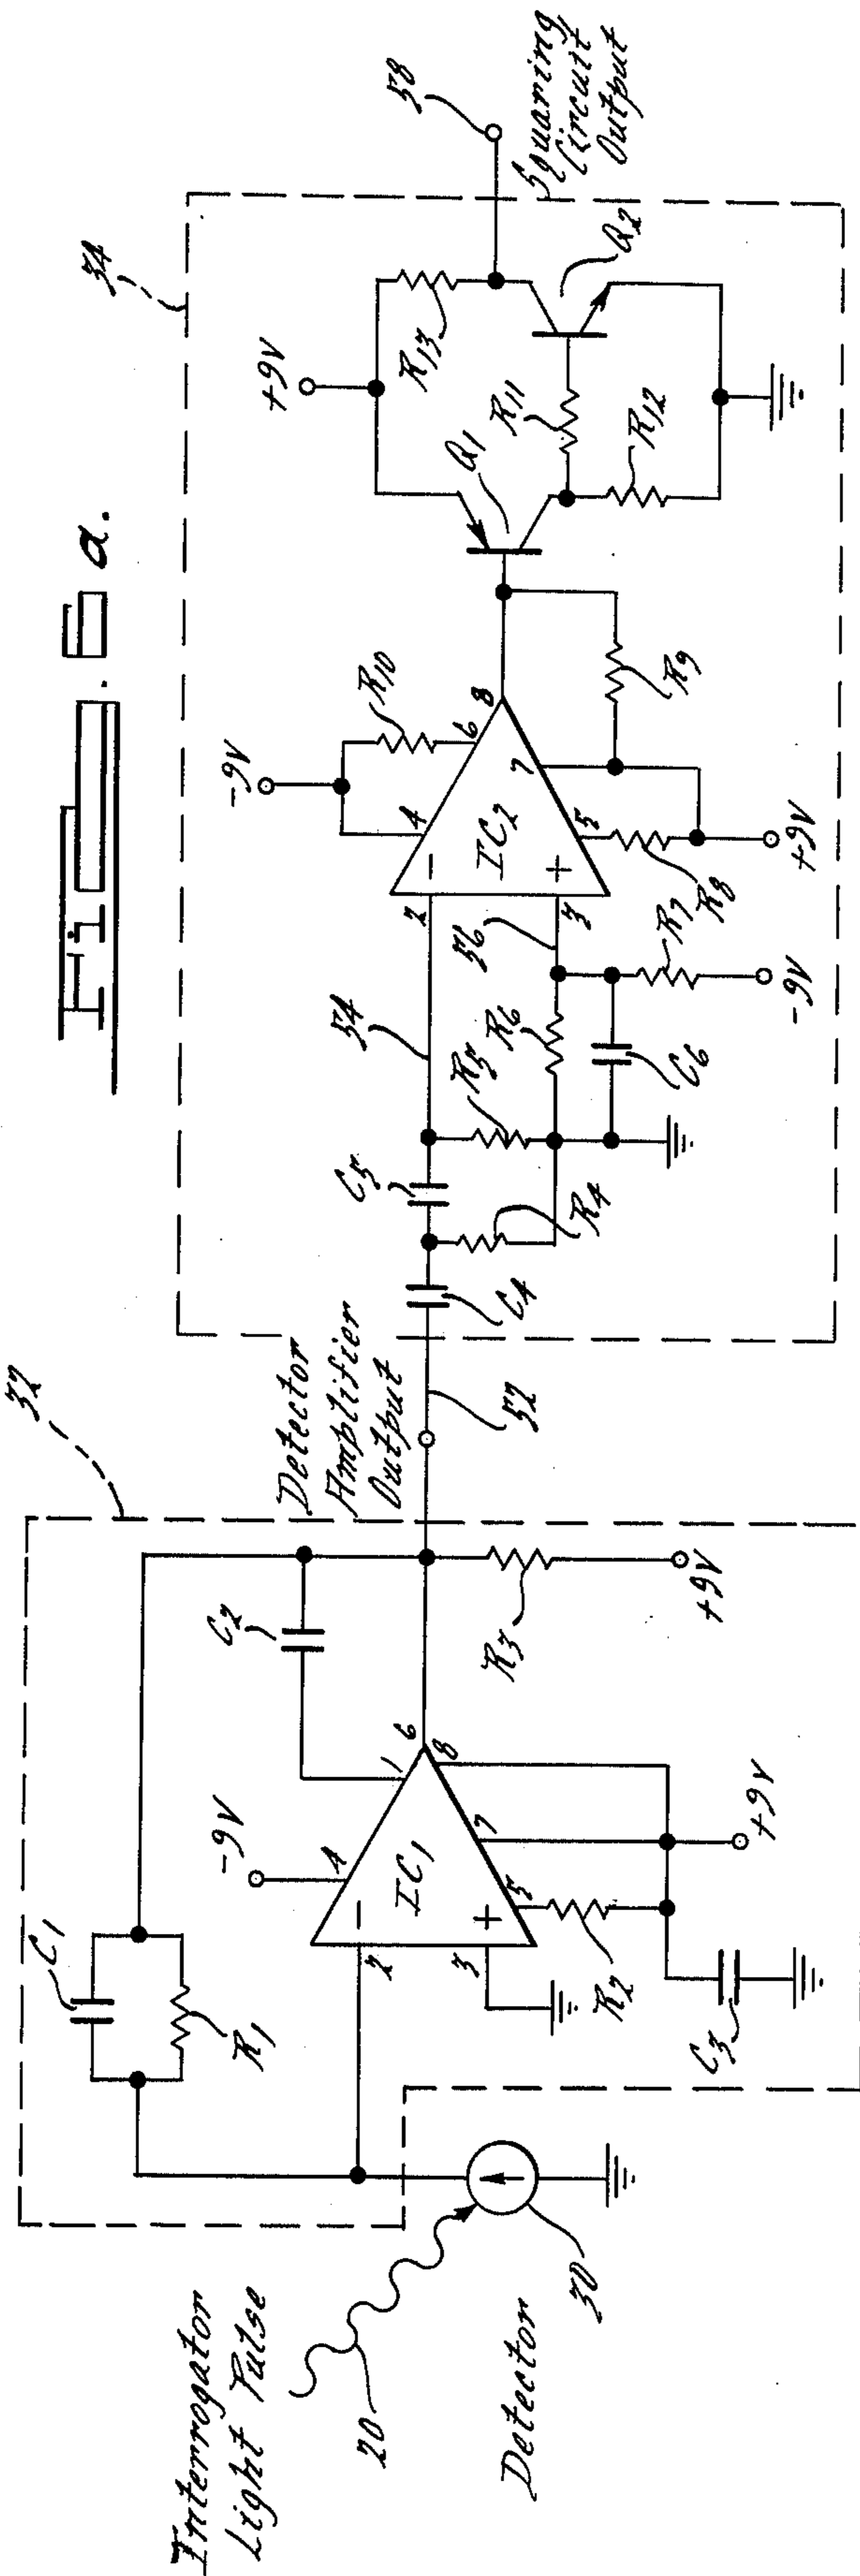 Fig. 6a.
Interrogator
Light Pulse
20
Detector
30
32
C1
R1
-9V
C2
2
3
4
1
6
8
7
5
IC1
R2
C3
+9V
R3
+9V
Detector
Amplifier
Output
52
34
C4
C5
R4
R5
R6
C6
R7
-9V
54
56
2
3
4
6
8
7
5
IC2
-9V
R10
R8
+9V
R9
+9V
Q1
R11
R12
R13
Q2
58
Squaring
Circuit
Output